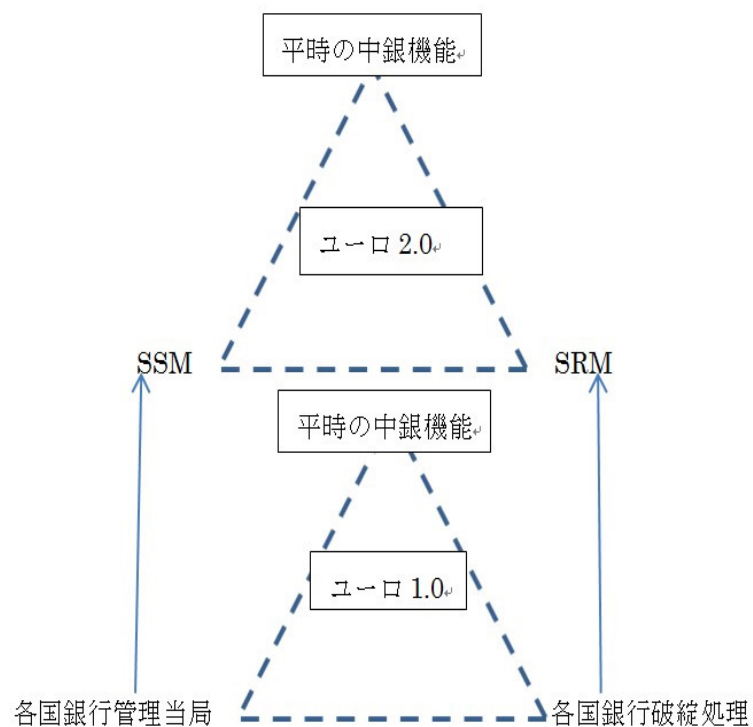 平時の中銀機能
ユーロ 2.0
SSM SRM
平時の中銀機能
ユーロ 1.0
各国銀行管理当局 各国銀行破綻処理